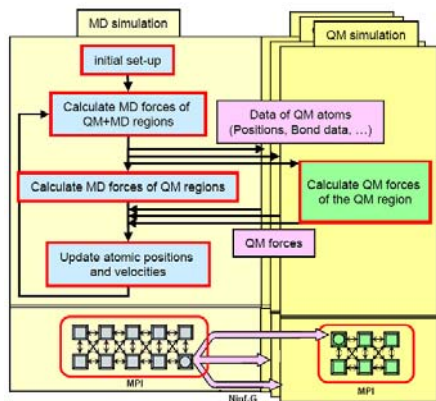 MD simulation
QM simulation
initial set-up
Calculate MD forces of
QM+MD regions
Data of QM atoms
(Positions, Bond data, ...)
Calculate MD forces of QM regions
Calculate QM forces
of the QM region
QM forces
Update atomic positions
and velocities
MPI
MPI
Ninf-G